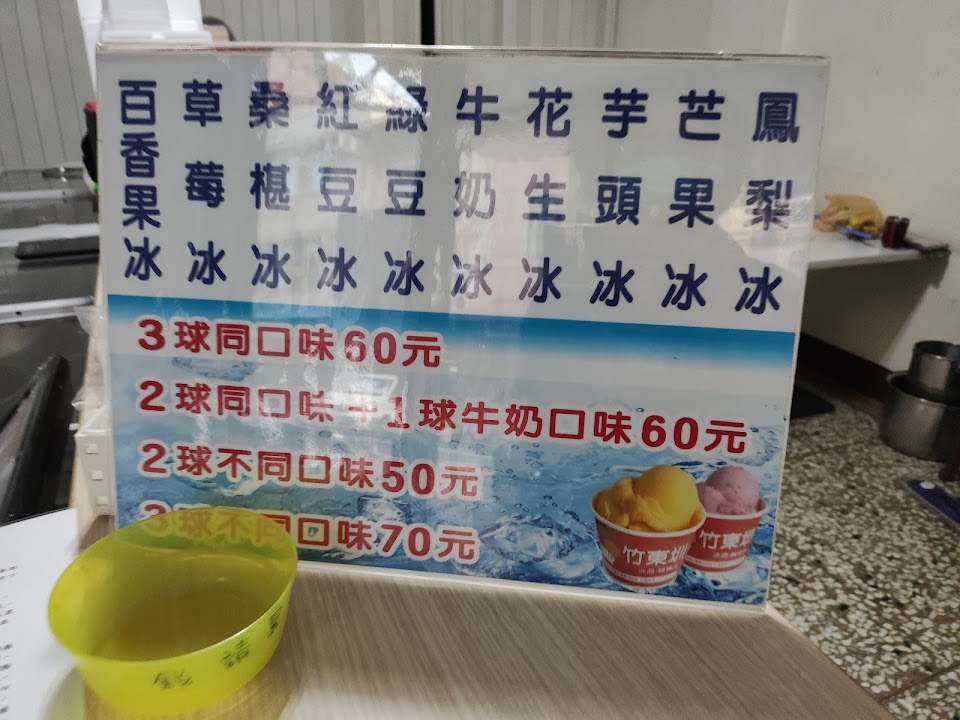 百香果冰
草莓冰
桑椹冰
紅豆冰
綠豆冰
牛奶冰
花生冰
芋頭冰
芒果冰
鳳梨冰
3球同口味60元
2球同口味+1球牛奶口味60元
2球不同口味50元
3球不同口味70元
竹東圳
竹東圳